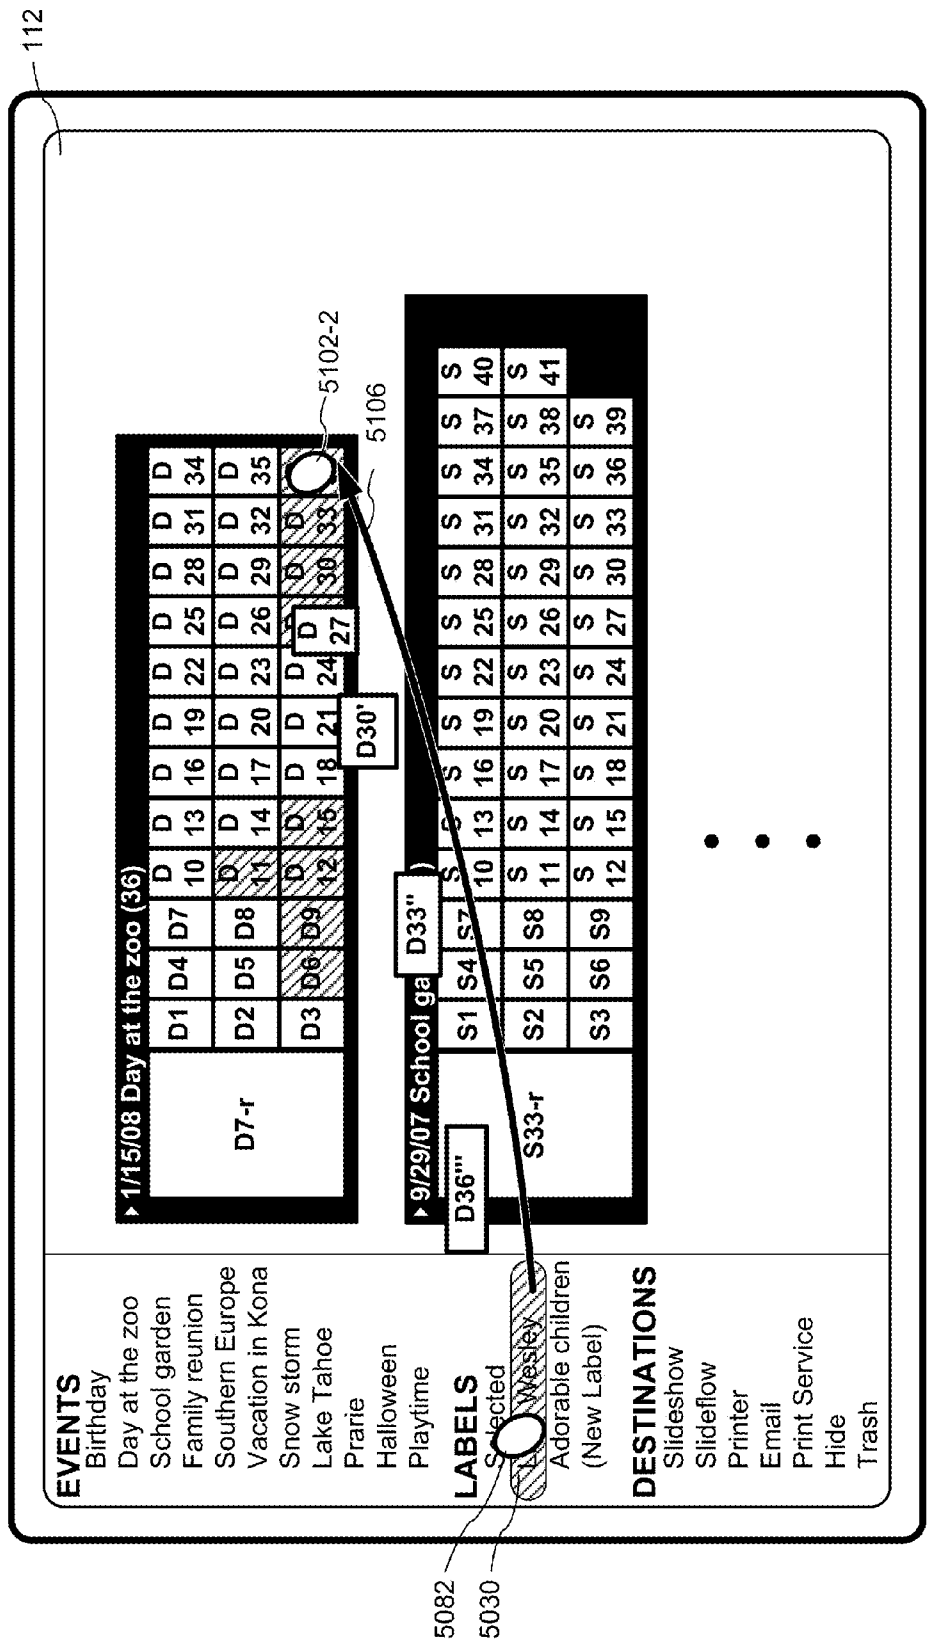 112
EVENTS
Birthday
Day at the zoo
School garden
Family reunion
Southern Europe
Vacation in Kona
Snow storm
Lake Tahoe
Prarie
Halloween
Playtime
LABELS
Selected
Wesley
Adorable children
(New Label)
DESTINATIONS
Slideshow
Slideflow
Printer
Email
Print Service
Hide
Trash
5082
5030
1/15/08 Day at the zoo (36)
D7-r
D1 D4 D7 D 10 D 13 D 16 D 19 D 22 D 25 D 28 D 31 D 34
D2 D5 D8 D 11 D 14 D 17 D 20 D 23 D 26 D 29 D 32 D 35
D3 D6 D9 D 12 D 15 D 18 D 21 D 24 D 27 D 30 D 33
5102-2
5106
D30'
D33''
D36'''
9/29/07 School ga
S33-r
S1 S4 S7 S 10 S 13 S 16 S 19 S 22 S 25 S 28 S 31 S 34 S 37 S 40
S2 S5 S8 S 11 S 14 S 17 S 20 S 23 S 26 S 29 S 32 S 35 S 38 S 41
S3 S6 S9 S 12 S 15 S 18 S 21 S 24 S 27 S 30 S 33 S 36 S 39